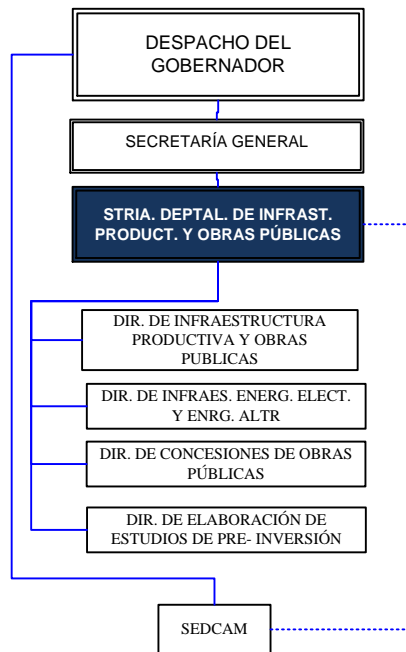 DESPACHO DEL
GOBERNADOR
SECRETARÍA GENERAL
STRIA. DEPTAL. DE INFRAST.
PRODUCT. Y OBRAS PÚBLICAS
DIR. DE INFRAESTRUCTURA
PRODUCTIVA Y OBRAS
PUBLICAS
DIR. DE INFRAES. ENERG. ELECT.
Y ENRG. ALTR
DIR. DE CONCESIONES DE OBRAS
PÚBLICAS
DIR. DE ELABORACIÓN DE
ESTUDIOS DE PRE- INVERSIÓN
SEDCAM